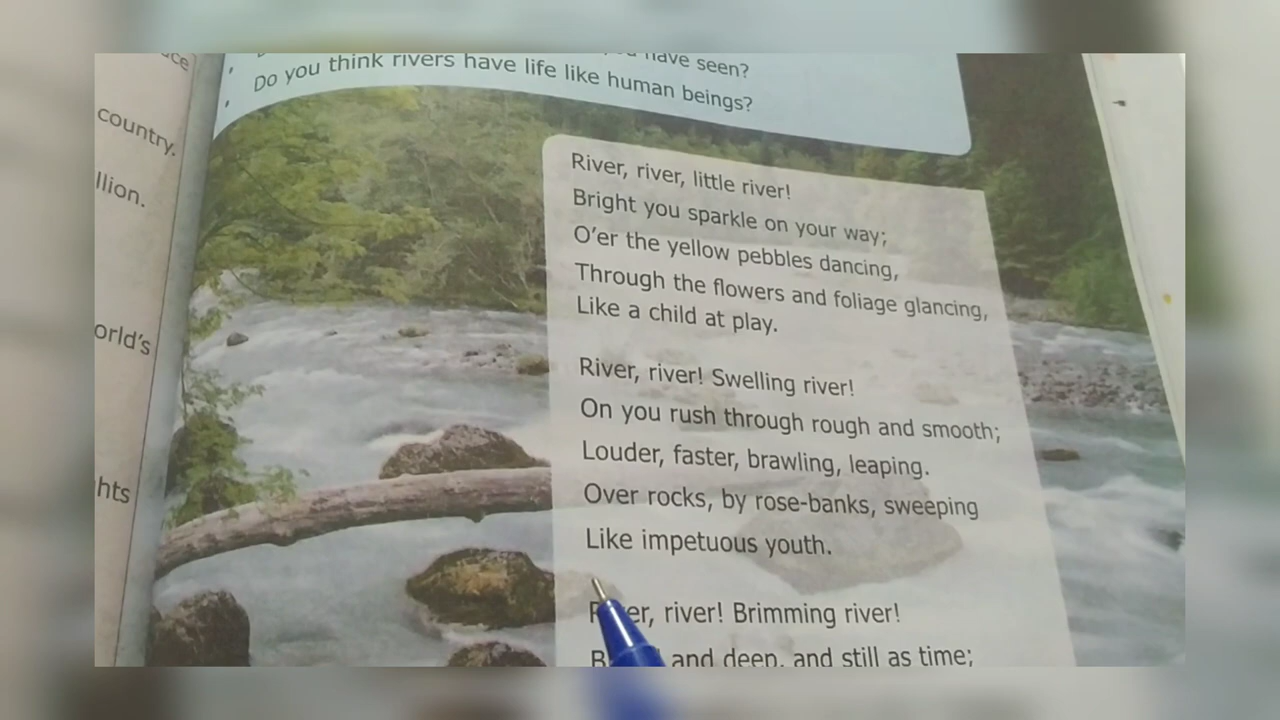 country.
llion.
orld's
hts
have seen?
Do you think rivers have life like human beings?
River, river, little river!
Bright you sparkle on your way;
O'er the yellow pebbles dancing,
Through the flowers and foliage glancing,
Like a child at play.
River, river! Swelling river!
On you rush through rough and smooth;
Louder, faster, brawling, leaping.
Over rocks, by rose-banks, sweeping
Like impetuous youth.
River, river! Brimming river!
and deep, and still as time;